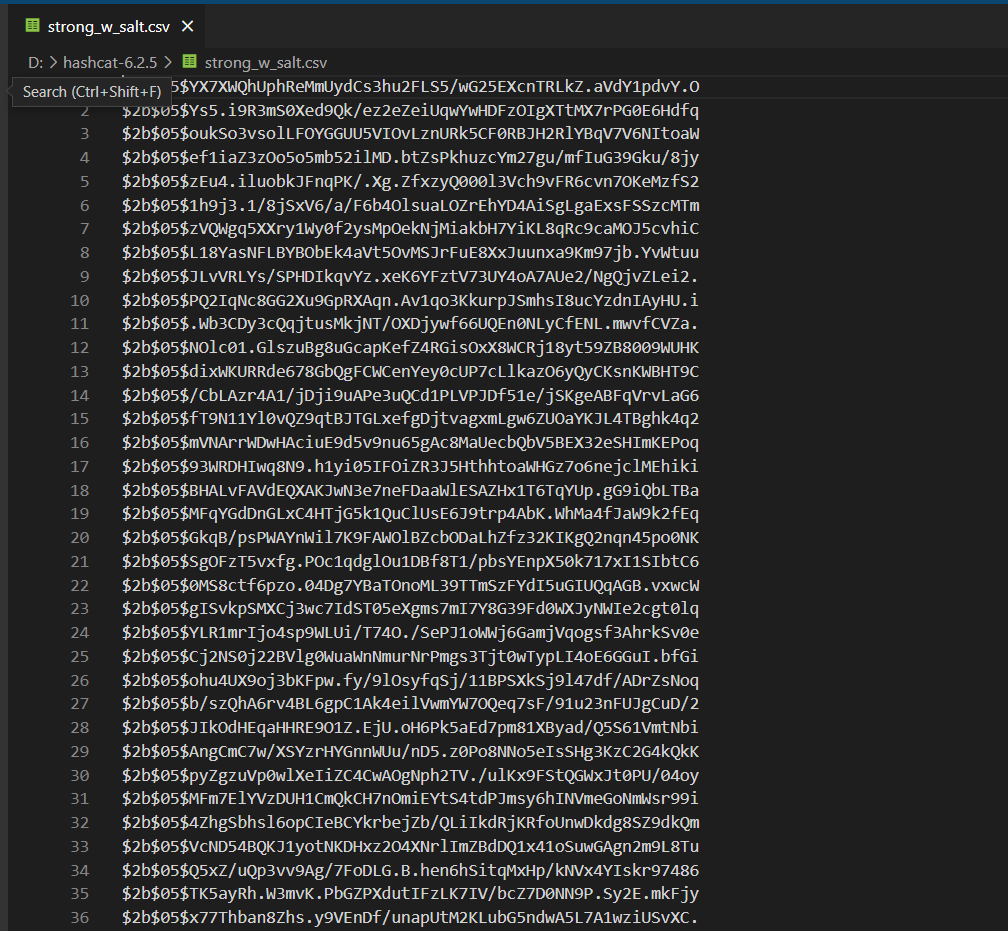 strong_w_salt.csv
D: > hashcat-6.2.5 > strong_w_salt.csv
Search (Ctrl+Shift+F) 5$YX7XWQhUphReMmUydCs3hu2FLS5/wG25EXcnTRLkZ.aVdY1pdvY.O
2 $2b$05$Ys5.i9R3mS0Xed9Qk/ez2eZeiUqwYwHDFzOIgXTtMX7rPG0E6Hdfq
3 $2b$05$oukSo3vsolLFOYGGUU5VIOvLznURk5CF0RBJH2RlYBqV7V6NItoaW
4 $2b$05$ef1iaZ3zOo5o5mb52ilMD.btZsPkhuzcYm27gu/mfIuG39Gku/8jy
5 $2b$05$zEu4.iluobkJFnqPK/.Xg.ZfxzyQ000l3Vch9vFR6cvn7OKeMzfS2
6 $2b$05$1h9j3.1/8jSxV6/a/F6b4OlsuaLOZrEhYD4AiSgLgaExsFSSzcMTm
7 $2b$05$zVQWgq5XXry1Wy0f2ysMpOekNjMiakbH7YiKL8qRc9caMOJ5cvhiC
8 $2b$05$L18YasNFLBYBObEk4aVt5OvMSJrFuE8XxJuunxa9Km97jb.YvWtuu
9 $2b$05$JLvVRLYs/SPHDIkqvYz.xeK6YFztV73UY4oA7AUe2/NgQjvZLei2.
10 $2b$05$PQ2IqNc8GG2Xu9GpRXAqn.Av1qo3KkurpJSmhsI8ucYzdnIAyHU.i
11 $2b$05$.Wb3CDy3cQqjtusMkjNT/OXDjywf66UQEn0NLyCfENL.mwvfCVZa.
12 $2b$05$NOlc01.GlszuBg8uGcapKefZ4RGisOxX8WCRj18yt59ZB8009WUHK
13 $2b$05$dixWKURRde678GbQgFCWCenYey0cUP7cLlkazO6yQyCKsnKWBHT9C
14 $2b$05$/CbLAzr4A1/jDji9uAPe3uQCd1PLVPJDf51e/jSKgeABFqVrvLaG6
15 $2b$05$fT9N11Yl0vQZ9qtBJTGLxefgDjtvagxmLgw6ZUOaYKJL4TBghk4q2
16 $2b$05$mVNArrWDwHAciuE9d5v9nu65gAc8MaUecbQbV5BEX32eSHImKEPoq
17 $2b$05$93WRDHIwq8N9.h1yi05IFOiZR3J5HthhtoaWHGz7o6nejclMEhiki
18 $2b$05$BHALvFAVdEQXAKJwN3e7neFDaaWlESAZHx1T6TqYUp.gG9iQbLTBa
19 $2b$05$MFqYGdDnGLxC4HTjG5k1QuClUsE6J9trp4AbK.WhMa4fJaW9k2fEq
20 $2b$05$GkqB/psPWAYnWil7K9FAWOlBZcbODaLhZfz32KIKgQ2nqn45po0NK
21 $2b$05$SgOFzT5vxfg.POc1qdglOu1DBf8T1/pbsYEnpX50k717xI1SIbtC6
22 $2b$05$0MS8ctf6pzo.04Dg7YBaTOnoML39TTmSzFYdI5uGIUQqAGB.vxwcW
23 $2b$05$gISvkpSMXCj3wc7IdST05eXgms7mI7Y8G39Fd0WXJyNWIe2cgt0lq
24 $2b$05$YLR1mrIjo4sp9WLUi/T74O./SePJ1oWWj6GamjVqogsf3AhrkSv0e
25 $2b$05$Cj2NS0j22BVlg0WuaWnNmurNrPmgs3Tjt0wTypLI4oE6GGuI.bfGi
26 $2b$05$ohu4UX9oj3bKFpw.fy/9lOsyfqSj/11BPSXkSj9l47df/ADrZsNoq
27 $2b$05$b/szQhA6rv4BL6gpC1Ak4eilVwmYW7OQeq7sF/91u23nFUJgCuD/2
28 $2b$05$JIkOdHEqaHHRE9O1Z.EjU.oH6Pk5aEd7pm81XByad/Q5S61VmtNbi
29 $2b$05$AngCmC7w/XSYzrHYGnnWUu/nD5.z0Po8NNo5eIsSHg3KzC2G4kQkK
30 $2b$05$pyZgzuVp0wlXeIiZC4CwAOgNph2TV./ulKx9FStQGWxJt0PU/04oy
31 $2b$05$MFm7ElYVzDUH1CmQkCH7nOmiEYtS4tdPJmsy6hINVmeGoNmWsr99i
32 $2b$05$4ZhgSbhsl6opCIeBCYkrbejZb/QLiIkdRjKRfoUnwDkdg8SZ9dkQm
33 $2b$05$VcND54BQKJ1yotNKDHxz2O4XNrlImZBdDQ1x41oSuwGAgn2m9L8Tu
34 $2b$05$Q5xZ/uQp3vv9Ag/7FoDLG.B.hen6hSitqMxHp/kNVx4YIskr97486
35 $2b$05$TK5ayRh.W3mvK.PbGZPXdutIFzLK7IV/bcZ7D0NN9P.Sy2E.mkFjy
36 $2b$05$x77Thban8Zhs.y9VEnDf/unapUtM2KLubG5ndwA5L7A1wziUSvXC.